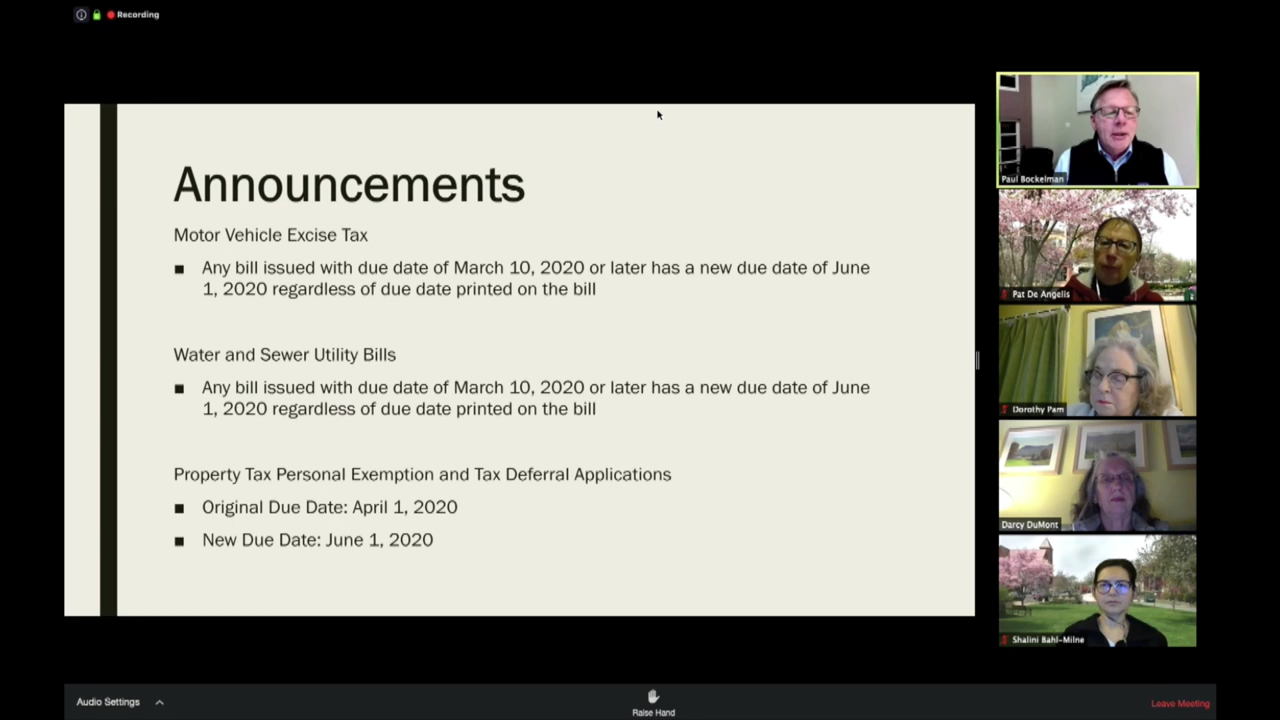 Recording
Announcements
Motor Vehicle Excise Tax
■ Any bill issued with due date of March 10, 2020 or later has a new due date of June
1, 2020 regardless of due date printed on the bill
Water and Sewer Utility Bills
■ Any bill issued with due date of March 10, 2020 or later has a new due date of June
1, 2020 regardless of due date printed on the bill
Property Tax Personal Exemption and Tax Deferral Applications
■ Original Due Date: April 1, 2020
■ New Due Date: June 1, 2020
Paul Bockelman
Pat De Angelis
Dorothy Pam
Darcy DuMont
Shalini Bahl-Milne
Audio Settings
Raise Hand
Leave Meeting